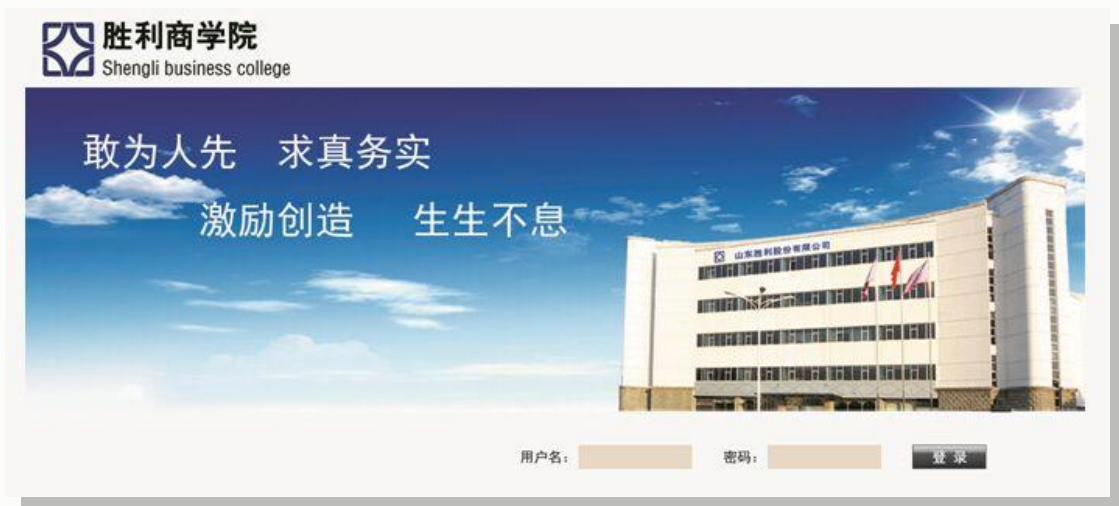 胜利商学院
Shengli business college
敢为人先 求真务实
激励创造 生生不息
山东胜利股份有限公司
用户名：
密码：
登 录